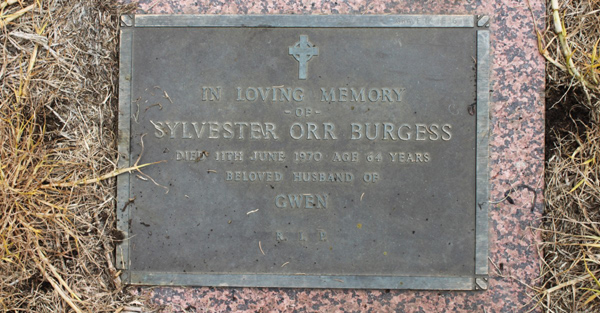 IN LOVING MEMORY
-OF-
SYLVESTER ORR BURGESS
DIED 11TH JUNE 1970 AGE 64 YEARS
BELOVED HUSBAND OF
GWEN
R. I. P.